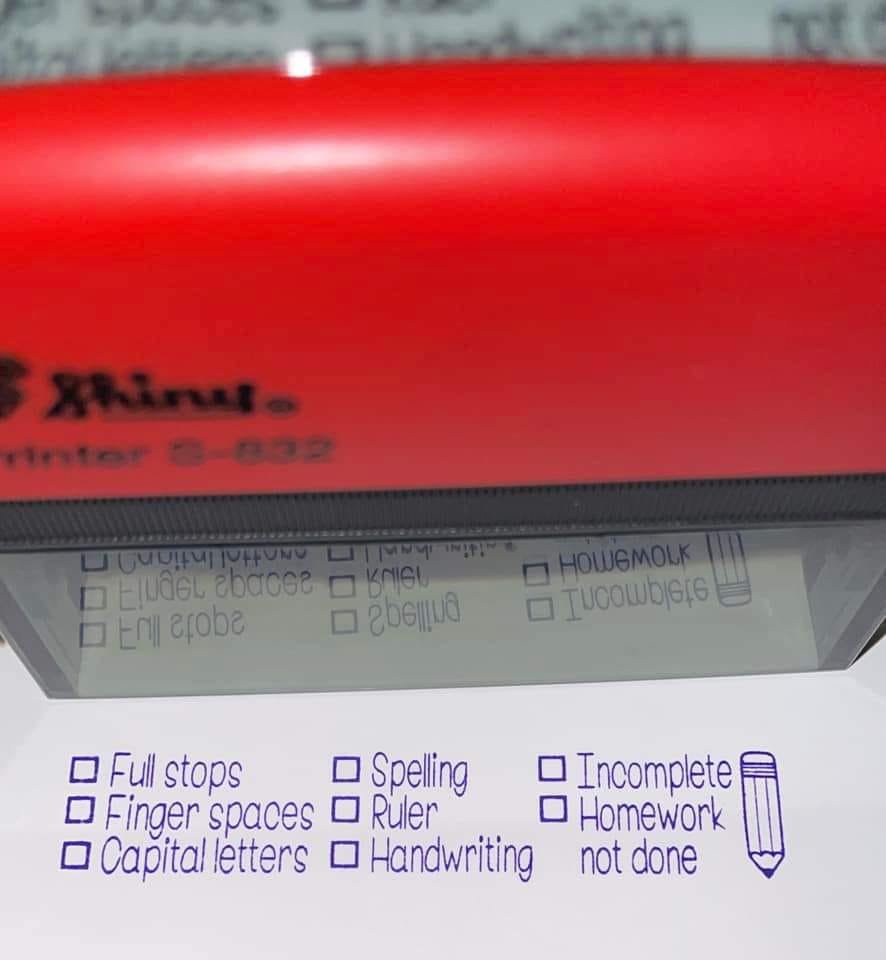 Shiny
Printer S-832
Full stops
Finger spaces
Capital letters
Spelling
Ruler
Handwriting
Incomplete
Homework
not done